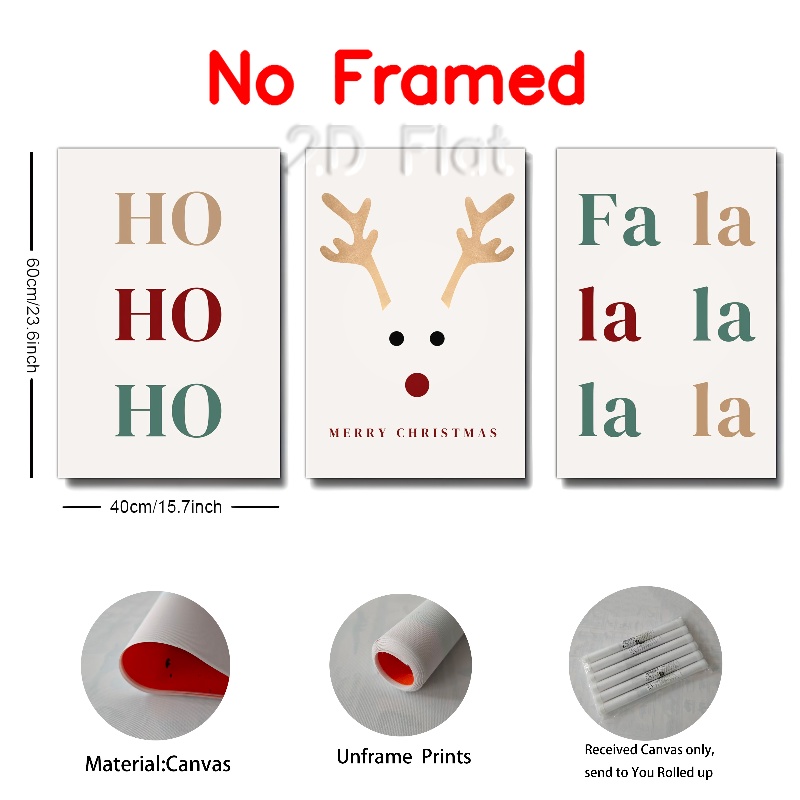 No Framed
2D Flat
HO
HO
HO
MERRY CHRISTMAS
Fa la
la la
la la
60cm/23.6inch
40cm/15.7inch
Material:Canvas
Unframe Prints
Received Canvas only,
send to You Rolled up